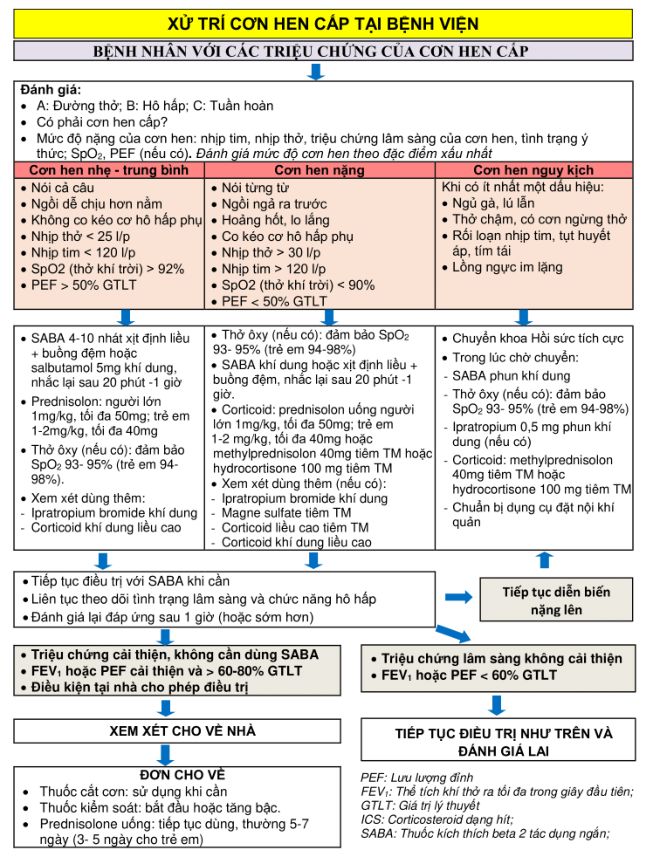 XỬ TRÍ CƠN HEN CẤP TẠI BỆNH VIỆN
BỆNH NHÂN VỚI CÁC TRIỆU CHỨNG CỦA CƠN HEN CẤP
Đánh giá:
• A: Đường thở; B: Hô hấp; C: Tuần hoàn
• Có phải cơn hen cấp?
• Mức độ nặng của cơn hen: nhịp tim, nhịp thở, triệu chứng lâm sàng của cơn hen, tình trạng ý
thức; SpO₂, PEF (nếu có). Đánh giá mức độ cơn hen theo đặc điểm xấu nhất
Cơn hen nhẹ - trung bình
• Nói cả câu
• Ngồi dễ chịu hơn nằm
• Không co kéo cơ hô hấp phụ
• Nhịp thở < 25 l/p
• Nhịp tim < 120 l/p
• SpO2 (thở khí trời) > 92%
• PEF > 50% GTLT
Cơn hen nặng
• Nói từng từ
• Ngồi ngả ra trước
• Hoảng hốt, lo lắng
• Co kéo cơ hô hấp phụ
• Nhịp thở > 30 l/p
• Nhịp tim > 120 l/p
• SpO2 (thở khí trời) < 90%
• PEF < 50% GTLT
Cơn hen nguy kịch
Khi có ít nhất một dấu hiệu:
• Ngủ gà, lú lẫn
• Thở chậm, có cơn ngừng thở
• Rối loạn nhịp tim, tụt huyết
áp, tím tái
• Lồng ngực im lặng
• SABA 4-10 nhát xịt định liều
+ buồng đệm hoặc
salbutamol 5mg khí dung,
nhắc lại sau 20 phút -1 giờ
• Prednisolon: người lớn
1mg/kg, tối đa 50mg; trẻ em
1-2mg/kg, tối đa 40mg
• Thở ôxy (nếu có): đảm bảo
SpO₂ 93- 95% (trẻ em 94-
98%).
• Xem xét dùng thêm:
- Ipratropium bromide khí dung
- Corticoid khí dung liều cao
• Thở ôxy (nếu có): đảm bảo SpO₂
93- 95% (trẻ em 94-98%)
• SABA khí dung hoặc xịt định liều +
buồng đệm, nhắc lại sau 20 phút -1
giờ.
• Corticoid: prednisolon uống người
lớn 1mg/kg, tối đa 50mg; trẻ em
1-2 mg/kg, tối đa 40mg hoặc
methylprednisolon 40mg tiêm TM hoặc
hydrocortisone 100 mg tiêm TM
• Xem xét dùng thêm (nếu có):
- Ipratropium bromide khí dung
- Magne sulfate tiêm TM
- Corticoid liều cao tiêm TM
- Corticoid khí dung liều cao
• Chuyển khoa Hồi sức tích cực
• Trong lúc chờ chuyển:
- SABA phun khí dung
- Thở ôxy (nếu có): đảm bảo
SpO₂ 93- 95% (trẻ em 94-98%)
- Ipratropium 0,5 mg phun khí
dung (nếu có)
- Corticoid: methylprednisolon
40mg tiêm TM hoặc
hydrocortisone 100 mg tiêm TM
- Chuẩn bị dụng cụ đặt nội khí
quản
• Tiếp tục điều trị với SABA khi cần
• Liên tục theo dõi tình trạng lâm sàng và chức năng hô hấp
• Đánh giá lại đáp ứng sau 1 giờ (hoặc sớm hơn)
Tiếp tục diễn biến
nặng lên
• Triệu chứng cải thiện, không cần dùng SABA
• FEV₁ hoặc PEF cải thiện và > 60-80% GTLT
• Điều kiện tại nhà cho phép điều trị
• Triệu chứng lâm sàng không cải thiện
• FEV₁ hoặc PEF < 60% GTLT
XEM XÉT CHO VỀ NHÀ
TIẾP TỤC ĐIỀU TRỊ NHƯ TRÊN VÀ
ĐÁNH GIÁ LẠI
ĐƠN CHO VỀ
• Thuốc cắt cơn: sử dụng khi cần
• Thuốc kiểm soát: bắt đầu hoặc tăng bậc.
• Prednisolone uống: tiếp tục dùng, thường 5-7
ngày (3- 5 ngày cho trẻ em)
PEF: Lưu lượng đỉnh
FEV₁: Thể tích khí thở ra tối đa trong giây đầu tiên;
GTLT: Giá trị lý thuyết
ICS: Corticosteroid dạng hít;
SABA: Thuốc kích thích beta 2 tác dụng ngắn;